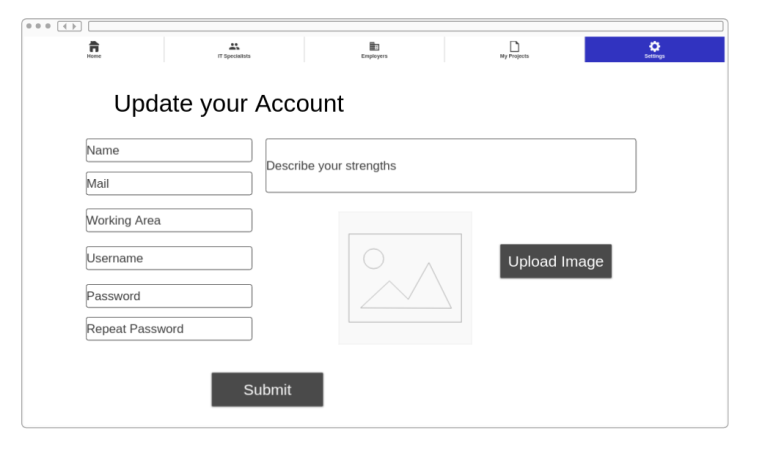 Home
IT Specialists
Employers
My Projects
Settings
Update your Account
Name
Describe your strengths
Mail
Working Area
Username
Upload Image
Password
Repeat Password
Submit